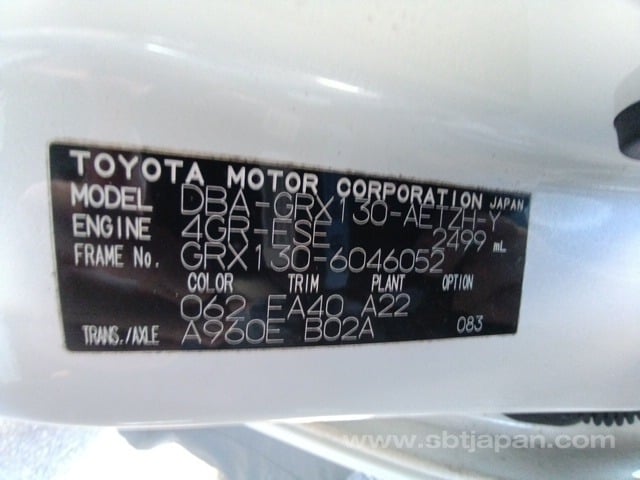 TOYOTA MOTOR CORPORATION JAPAN
MODEL DBA-GRX130-AETZH-Y
ENGINE 4GR-FSE 2499 mL
FRAME No. GRX130-6046052
COLOR TRIM PLANT OPTION
062 EA40 A22
TRANS./AXLE A960E B02A 083
www.sbtjapan.com